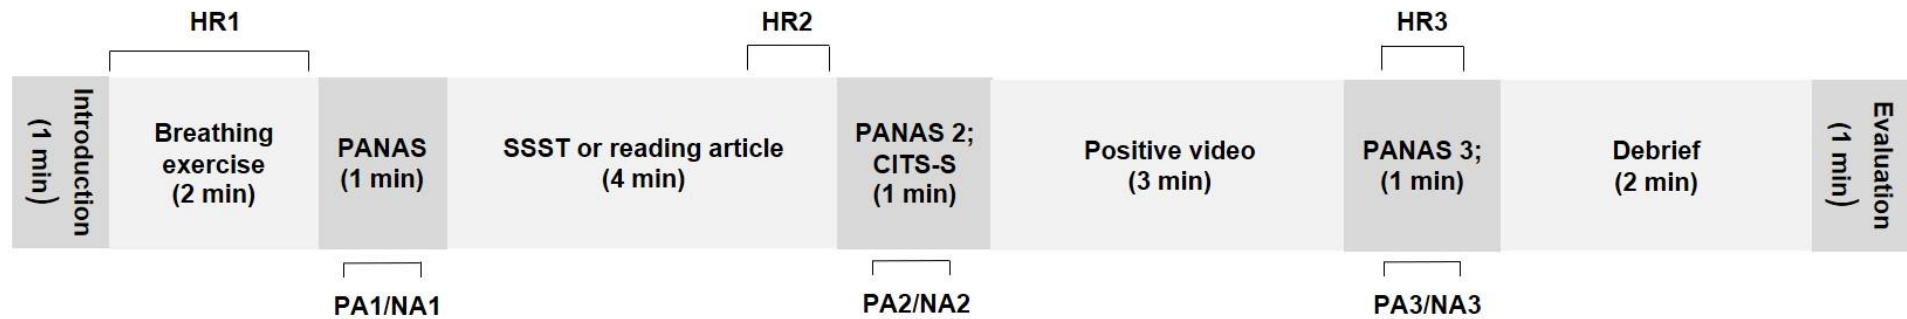 HR1
HR2
HR3
Introduction
(1 min)
Breathing
exercise
(2 min)
PANAS
(1 min)
SSST or reading article
(4 min)
PANAS 2;
CITS-S
(1 min)
Positive video
(3 min)
PANAS 3;
(1 min)
Debrief
(2 min)
Evaluation
(1 min)
PA1/NA1
PA2/NA2
PA3/NA3